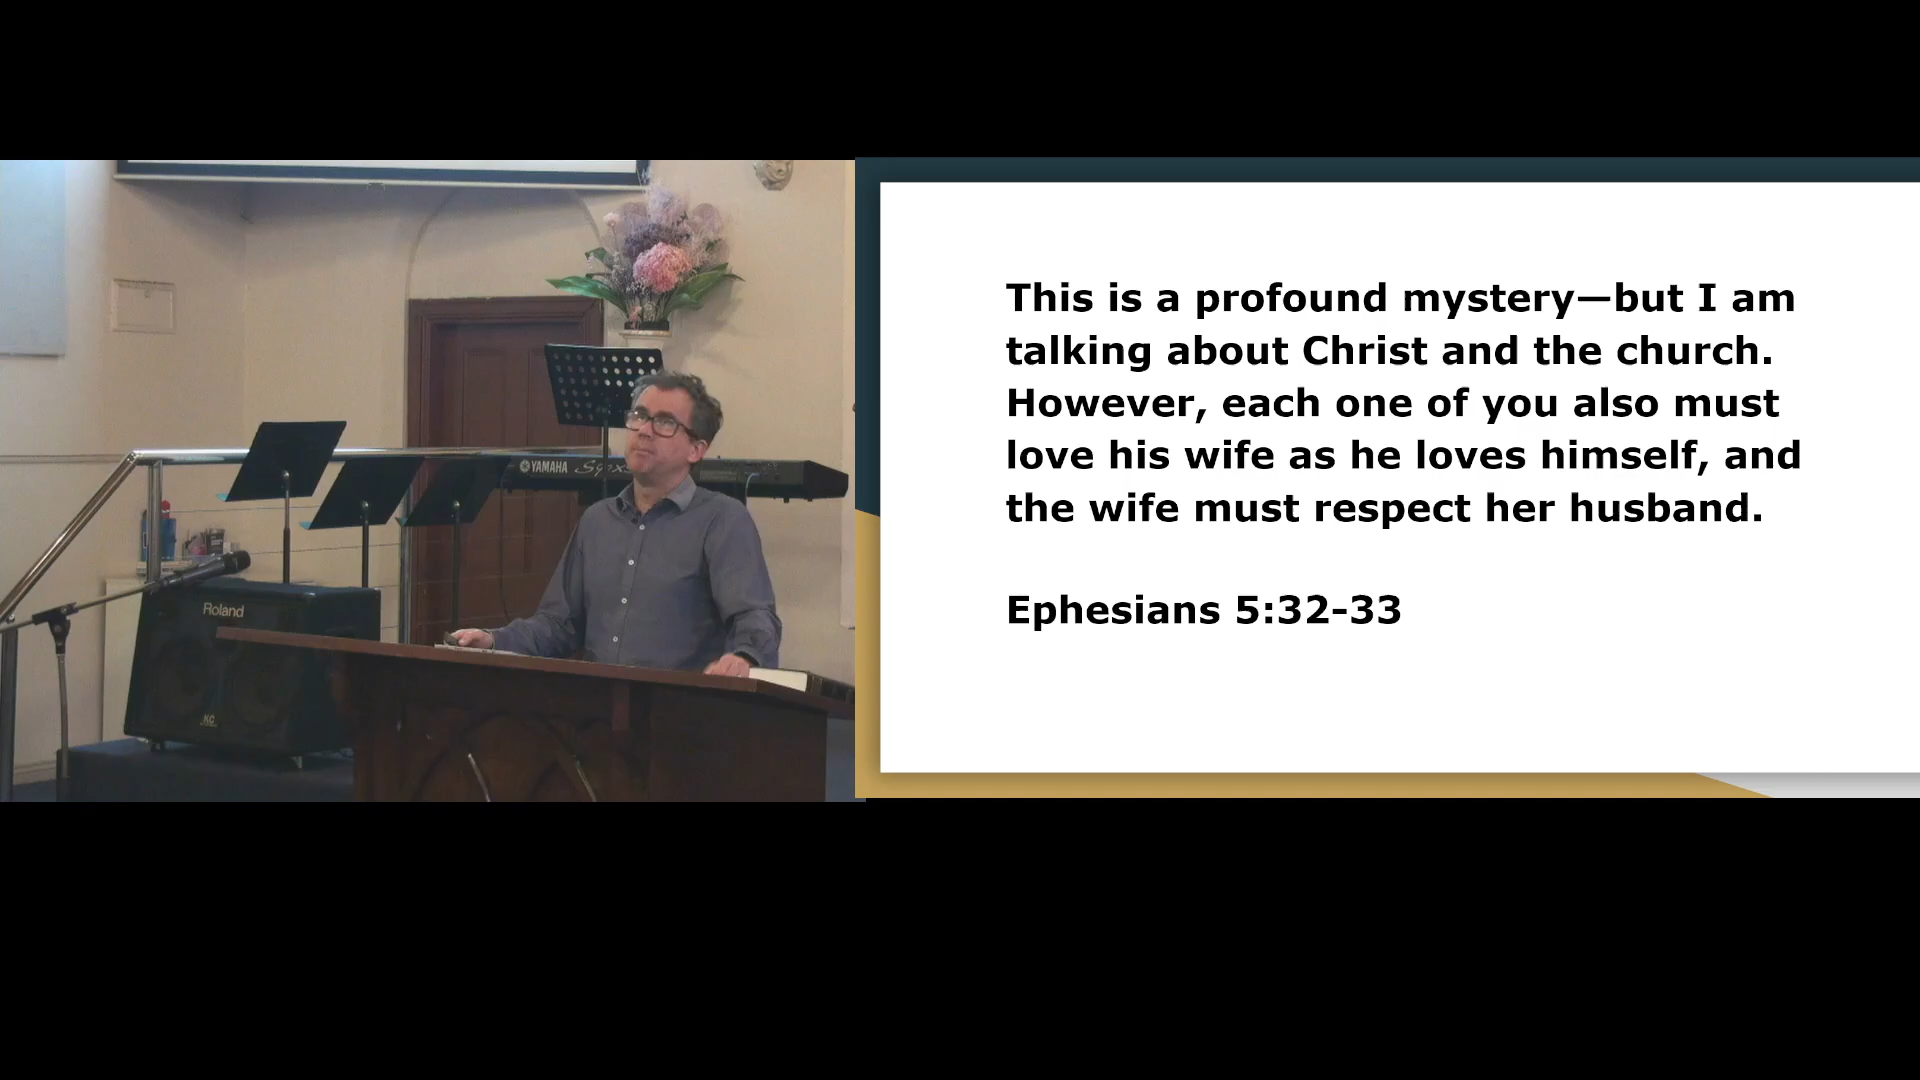 YAMAHA
Roland
KC
This is a profound mystery—but I am
talking about Christ and the church.
However, each one of you also must
love his wife as he loves himself, and
the wife must respect her husband.
Ephesians 5:32-33